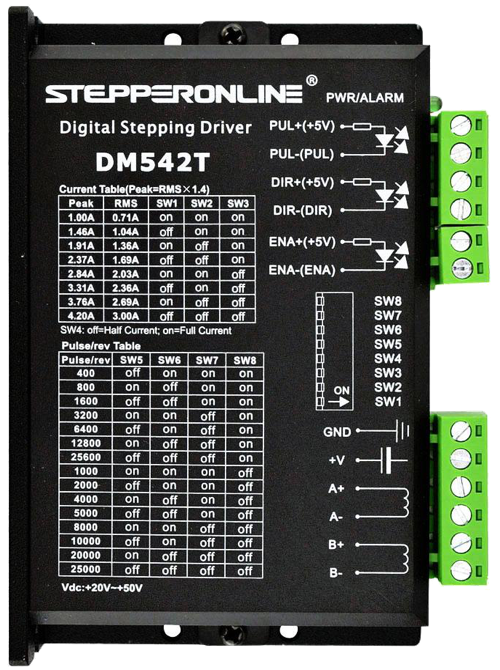 STEPPERONLINE®
Digital Stepping Driver
DM542T
Current Table(Peak=RMS×1.4)
Peak RMS SW1 SW2 SW3
1.00A 0.71A on on on
1.46A 1.04A off on on
1.91A 1.36A on off on
2.37A 1.69A off off on
2.84A 2.03A on on off
3.31A 2.36A off on off
3.76A 2.69A on off off
4.20A 3.00A off off off
SW4: off=Half Current; on=Full Current
Pulse/rev Table
Pulse/rev SW5 SW6 SW7 SW8
400 off on on on
800 on off on on
1600 off off on on
3200 on on off on
6400 off on off on
12800 on off off on
25600 off off off on
1000 on on on off
2000 off on on off
4000 on off on off
5000 off off on off
8000 on on off off
10000 off on off off
20000 on off off off
25000 off off off off
Vdc:+20V~+50V
PWR/ALARM
PUL+(+5V)
PUL-(PUL)
DIR+(+5V)
DIR-(DIR)
ENA+(+5V)
ENA-(ENA)
SW8
SW7
SW6
SW5
SW4
SW3
SW2
SW1
ON
GND
+V
A+
A-
B+
B-